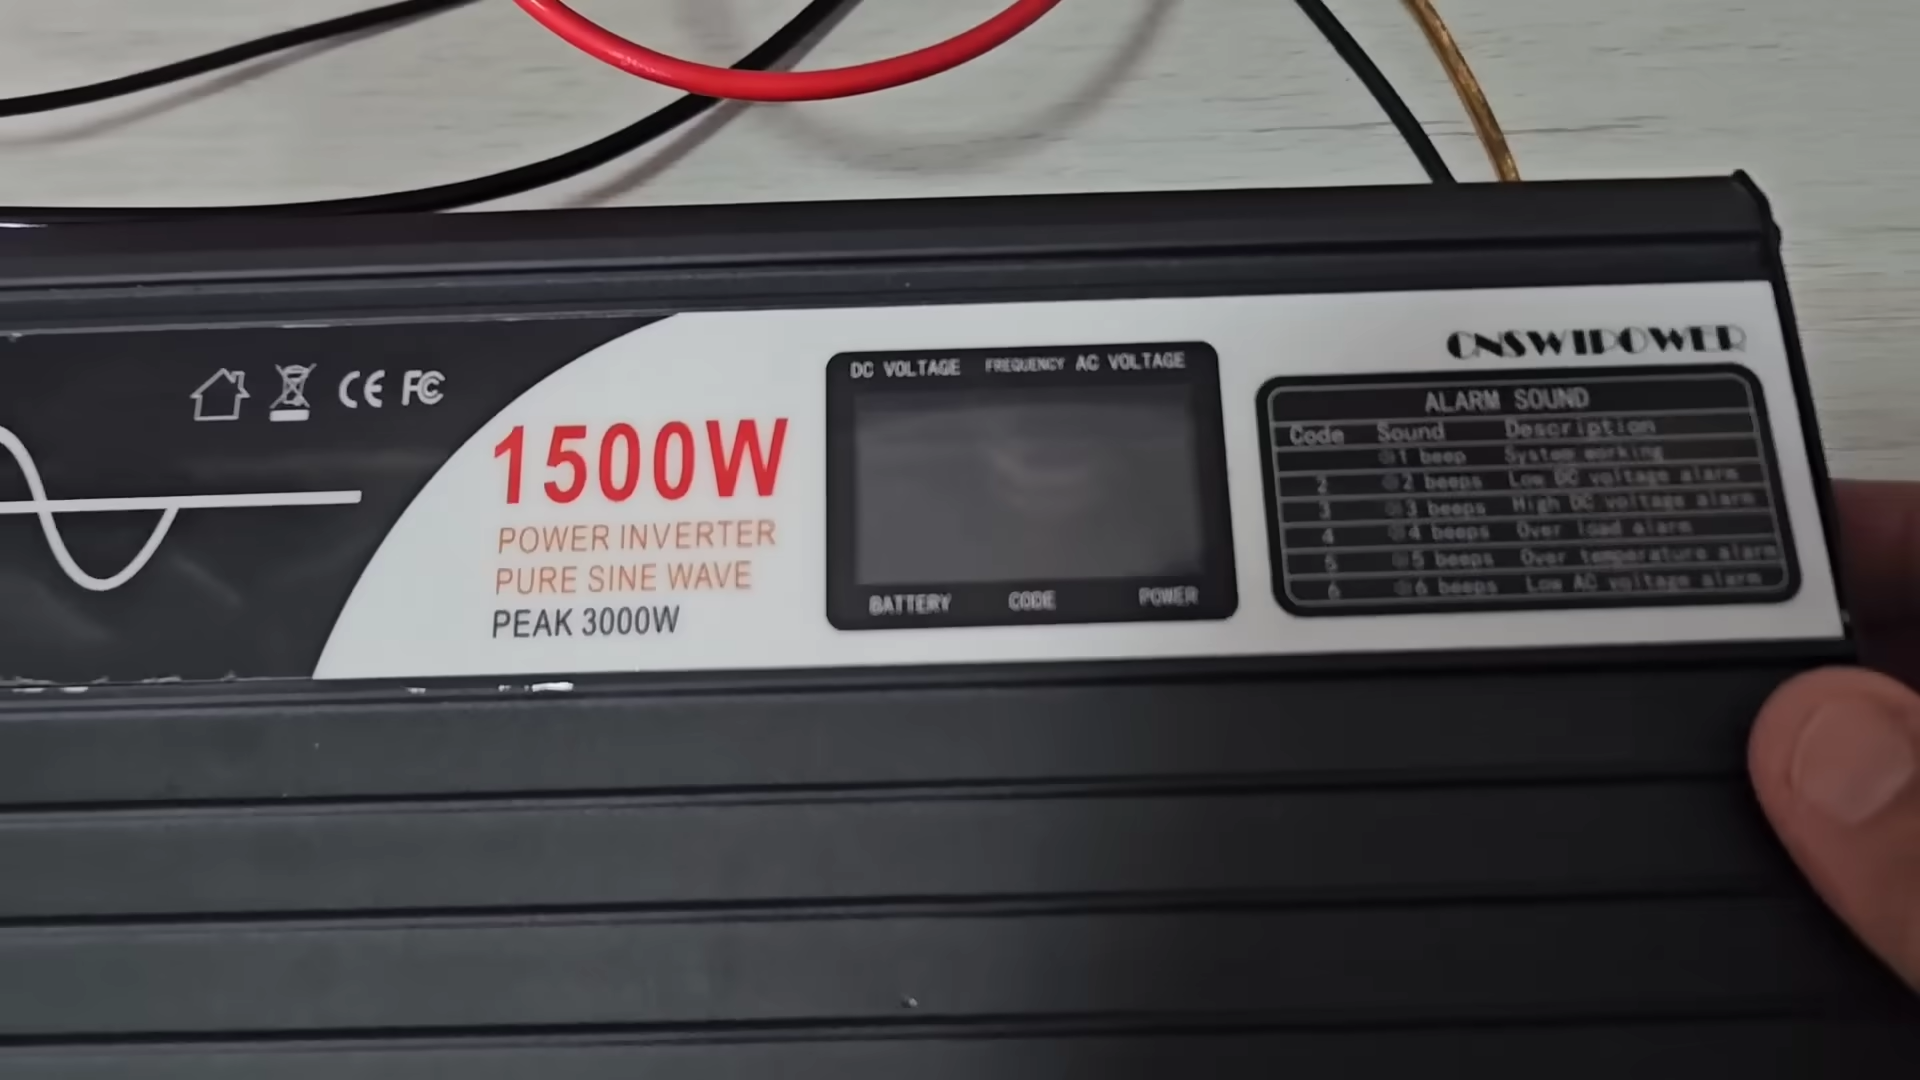 CE FC
1500W
POWER INVERTER
PURE SINE WAVE
PEAK 3000W
DC VOLTAGE FREQUENCY AC VOLTAGE
BATTERY CODE POWER
CNSWIPOWER
ALARM SOUND
Code Sound Description
1 beep System working
2 2 beeps Low DC voltage alarm
3 3 beeps High DC voltage alarm
4 4 beeps Over load alarm
5 5 beeps Over temperature alarm
6 6 beeps Low AC voltage alarm